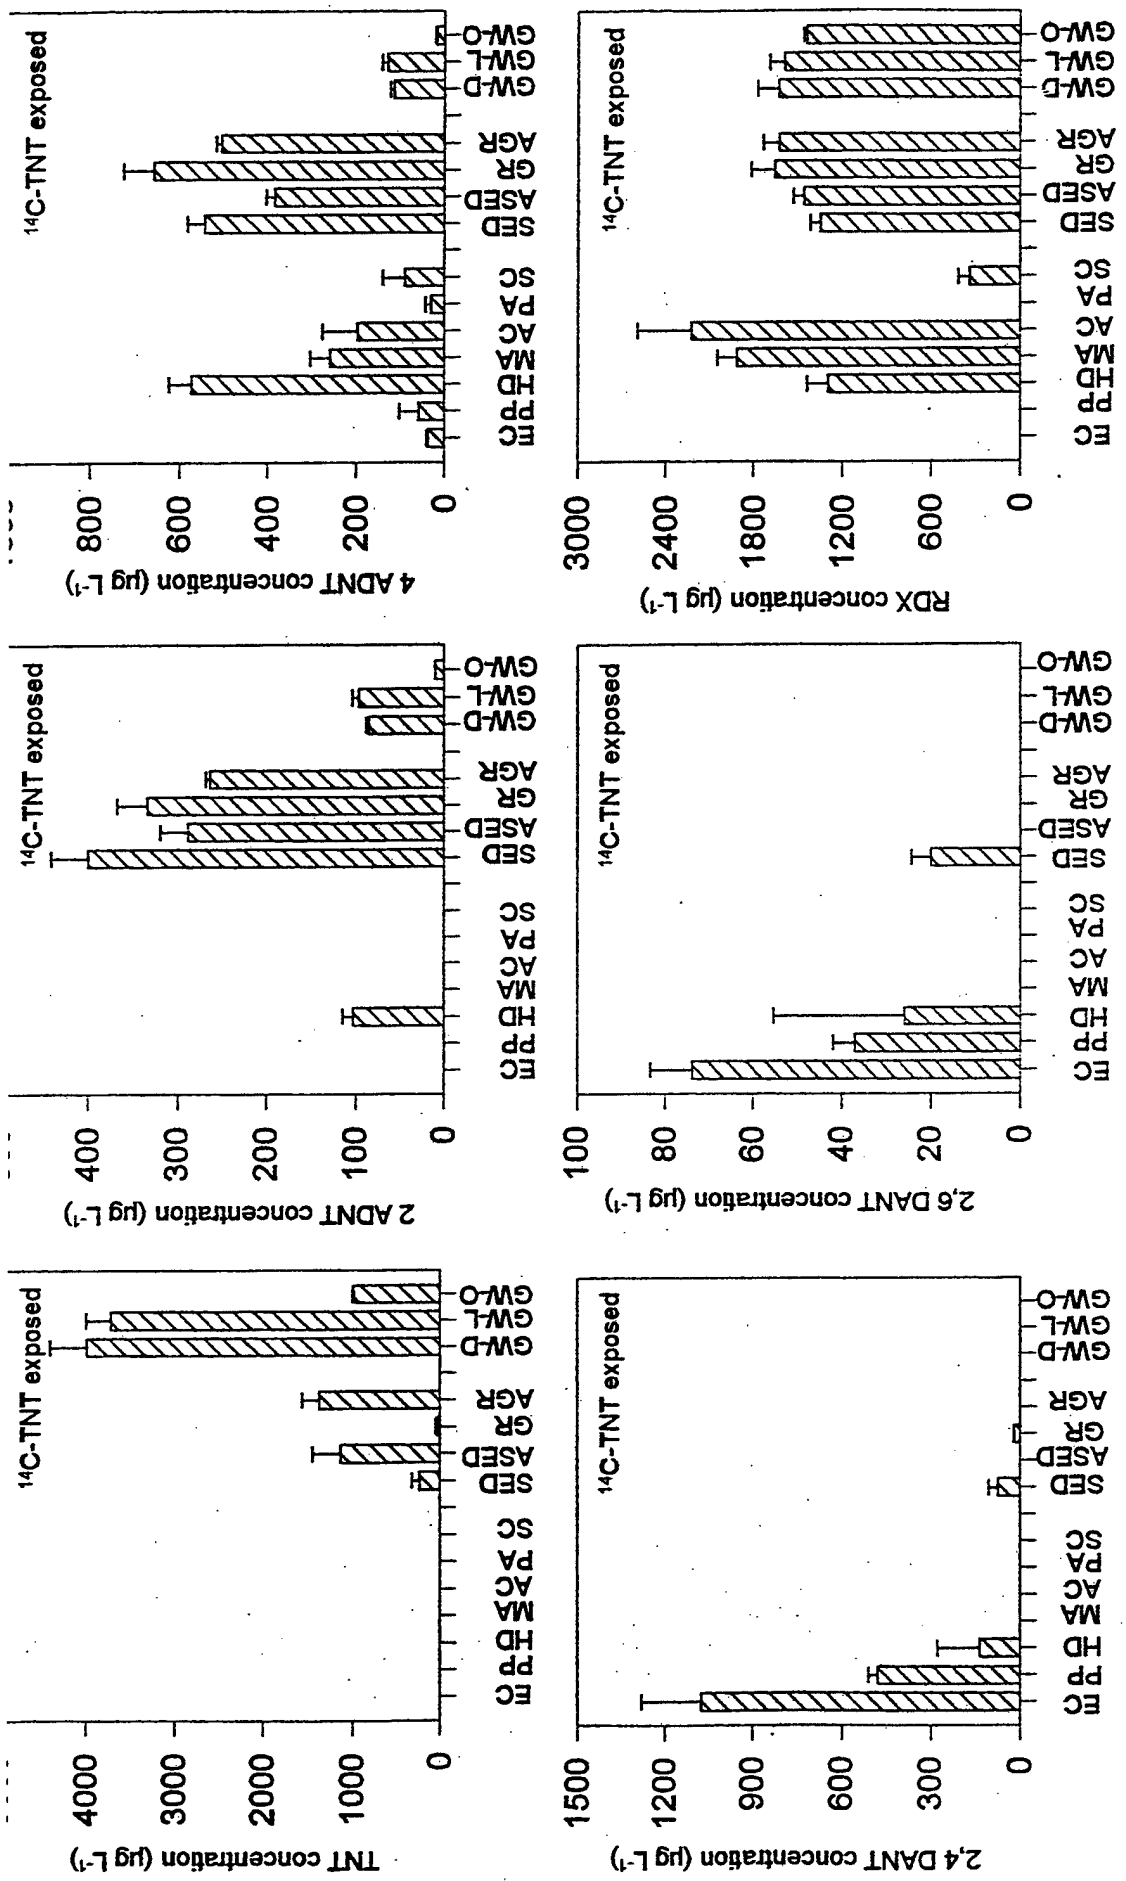 ¹⁴C-TNT exposed
TNT concentration (µg L⁻¹)
4000
3000
2000
1000
0
EC
PP
HD
MA
AC
PA
SC
SED
ASED
GR
AGR
GW-D
GW-L
GW-O
¹⁴C-TNT exposed
2 ADNT concentration (µg L⁻¹)
400
300
200
100
0
EC
PP
HD
MA
AC
PA
SC
SED
ASED
GR
AGR
GW-D
GW-L
GW-O
¹⁴C-TNT exposed
4 ADNT concentration (µg L⁻¹)
800
600
400
200
0
EC
PP
HD
MA
AC
PA
SC
SED
ASED
GR
AGR
GW-D
GW-L
GW-O
¹⁴C-TNT exposed
2,4 DANT concentration (µg L⁻¹)
1500
1200
900
600
300
0
EC
PP
HD
MA
AC
PA
SC
SED
ASED
GR
AGR
GW-D
GW-L
GW-O
¹⁴C-TNT exposed
2,6 DANT concentration (µg L⁻¹)
100
80
60
40
20
0
EC
PP
HD
MA
AC
PA
SC
SED
ASED
GR
AGR
GW-D
GW-L
GW-O
¹⁴C-TNT exposed
RDX concentration (µg L⁻¹)
3000
2400
1800
1200
600
0
EC
PP
HD
MA
AC
PA
SC
SED
ASED
GR
AGR
GW-D
GW-L
GW-O